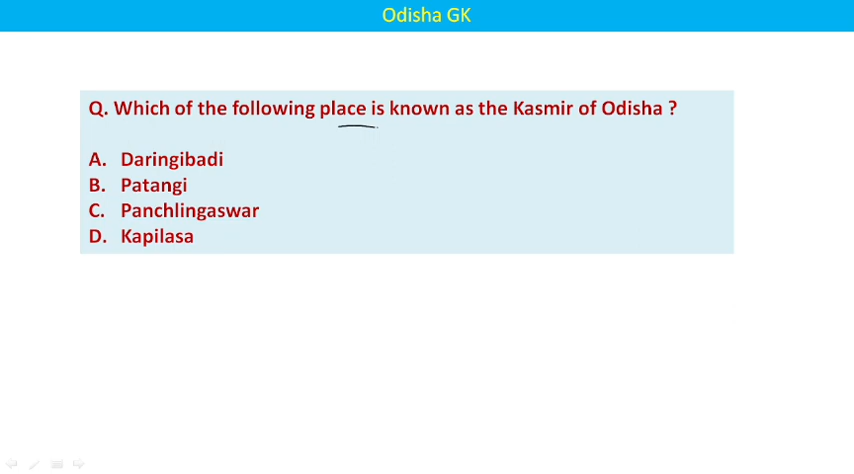 Odisha GK
Q. Which of the following place is known as the Kasmir of Odisha ?
A. Daringibadi
B. Patangi
C. Panchlingaswar
D. Kapilasa